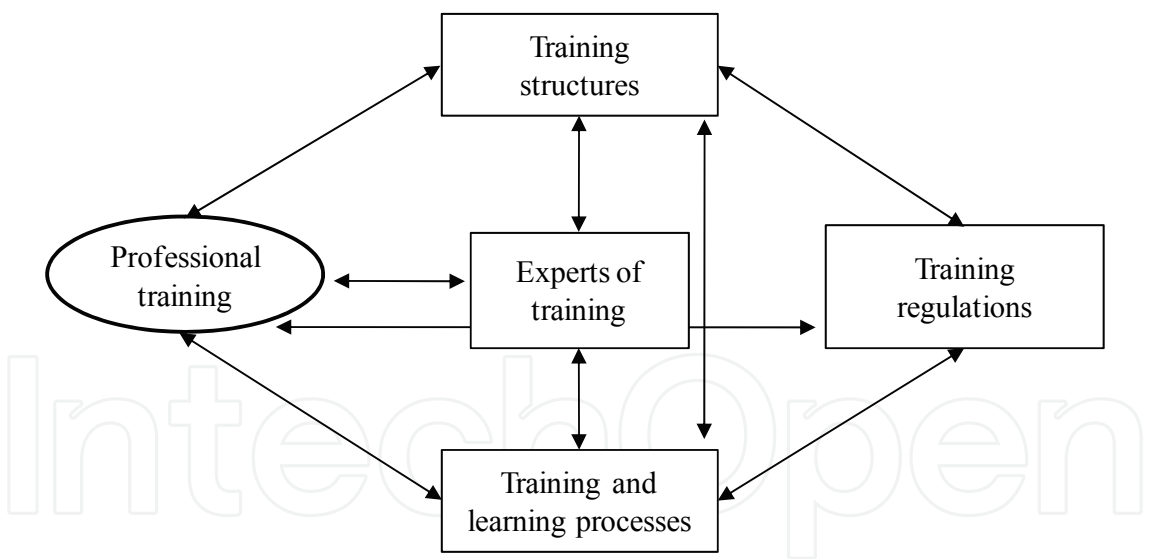 Training
structures
Professional
training
Experts of
training
Training
regulations
Training and
learning processes
IntechOpen